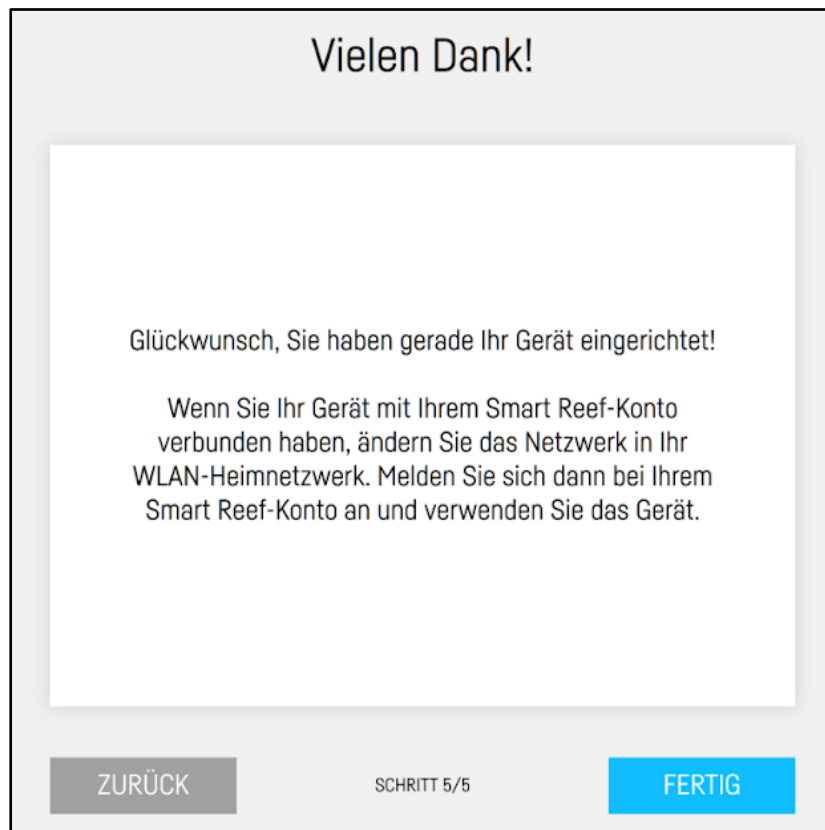 Vielen Dank!
Glückwunsch, Sie haben gerade Ihr Gerät eingerichtet!
Wenn Sie Ihr Gerät mit Ihrem Smart Reef-Konto
verbunden haben, ändern Sie das Netzwerk in Ihr
WLAN-Heimnetzwerk. Melden Sie sich dann bei Ihrem
Smart Reef-Konto an und verwenden Sie das Gerät.
ZURÜCK
SCHRITT 5/5
FERTIG